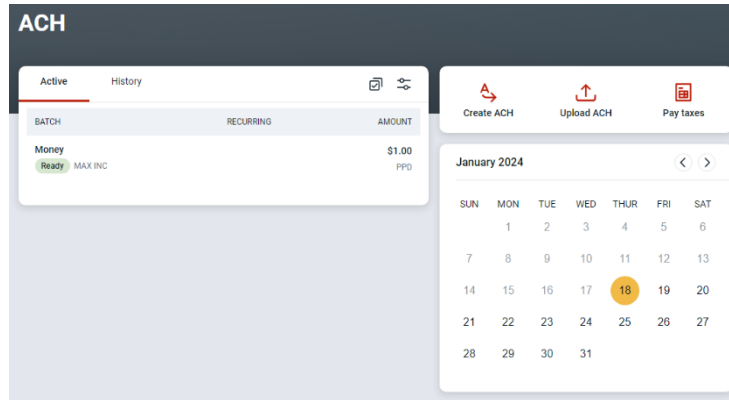 ACH
Active History
BATCH RECURRING AMOUNT
Money $1.00
Ready MAX INC PPD
Create ACH Upload ACH Pay taxes
January 2024
SUN MON TUE WED THUR FRI SAT
1 2 3 4 5 6
7 8 9 10 11 12 13
14 15 16 17 18 19 20
21 22 23 24 25 26 27
28 29 30 31